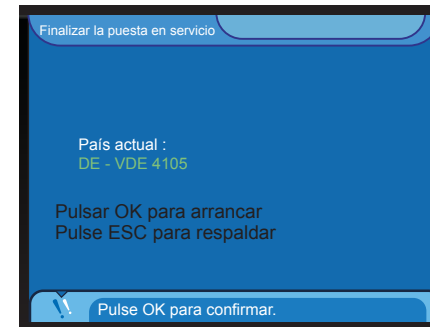 Finalizar la puesta en servicio
País actual :
DE - VDE 4105
Pulsar OK para arrancar
Pulse ESC para respaldar
Pulse OK para confirmar.